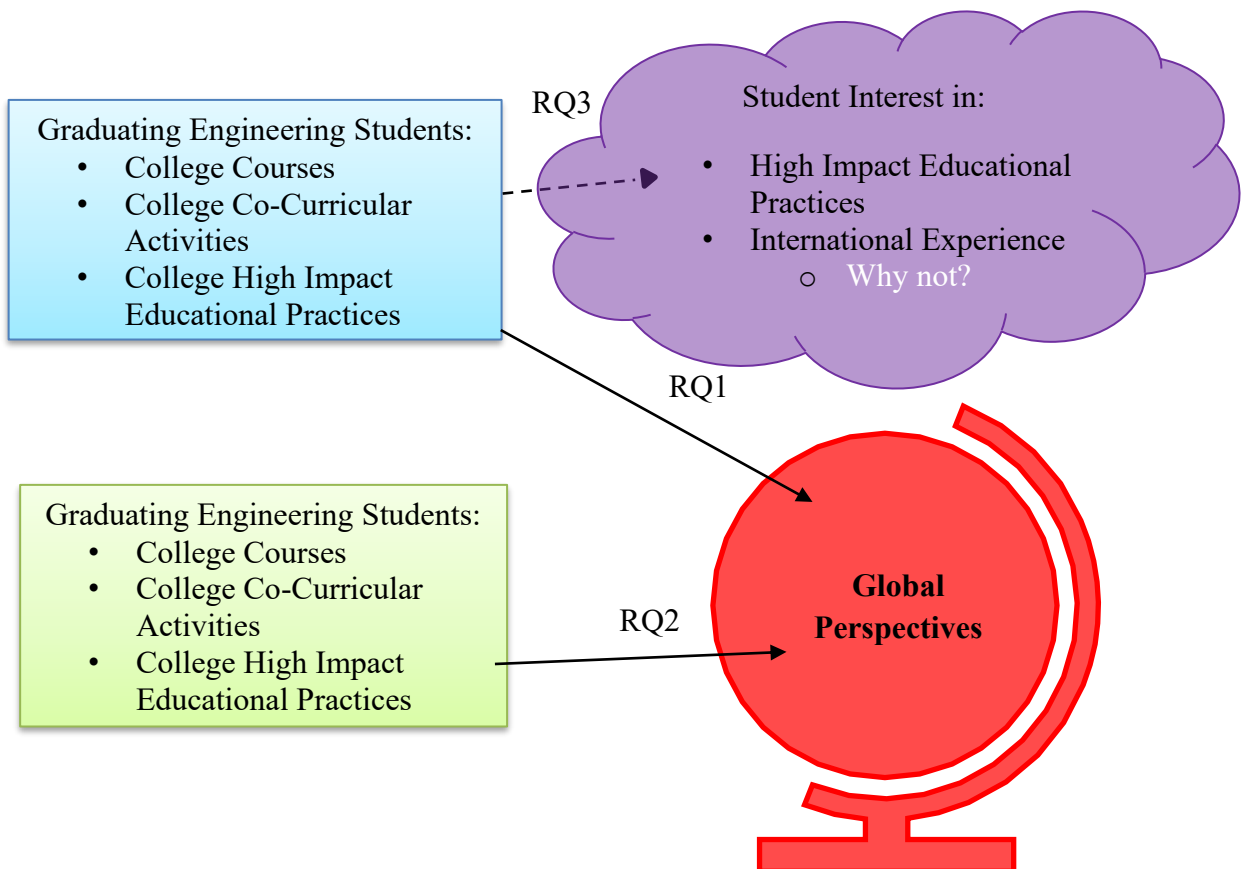 Graduating Engineering Students:
• College Courses
• College Co-Curricular
Activities
• College High Impact
Educational Practices
RQ3
Student Interest in:
• High Impact Educational
Practices
• International Experience
o Why not?
RQ1
Graduating Engineering Students:
• College Courses
• College Co-Curricular
Activities
• College High Impact
Educational Practices
RQ2
Global
Perspectives